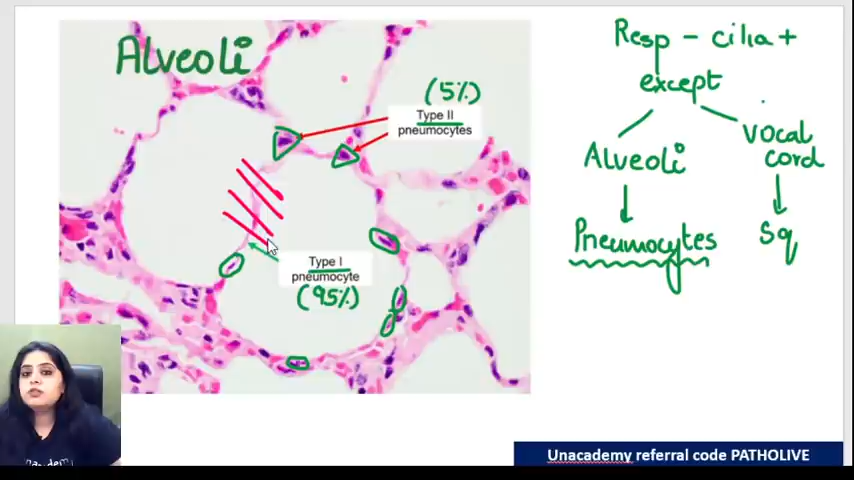 Alveoli
(5%)
Type II
pneumocytes
Type I
pneumocyte
(95%)
Resp - cilia +
except
Alveoli
Pneumocytes
vocal
cord
Sq
Unacademy referral code PATHOLIVE